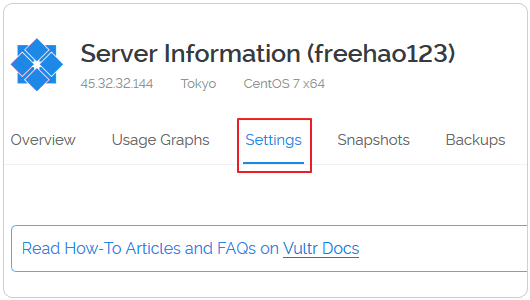 Server Information (freehao123)
45.32.32.144 Tokyo CentOS 7 x64
Overview Usage Graphs Settings Snapshots Backups
Read How-To Articles and FAQs on Vultr Docs